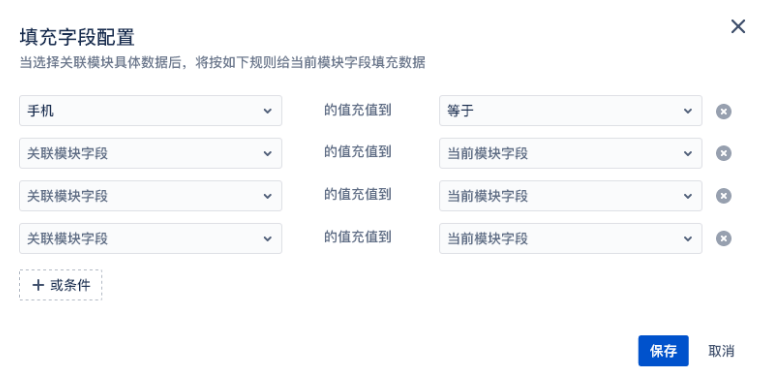 填充字段配置
当选择关联模块具体数据后，将按如下规则给当前模块字段填充数据
手机 的值充值到 等于
关联模块字段 的值充值到 当前模块字段
关联模块字段 的值充值到 当前模块字段
关联模块字段 的值充值到 当前模块字段
+ 或条件
保存 取消